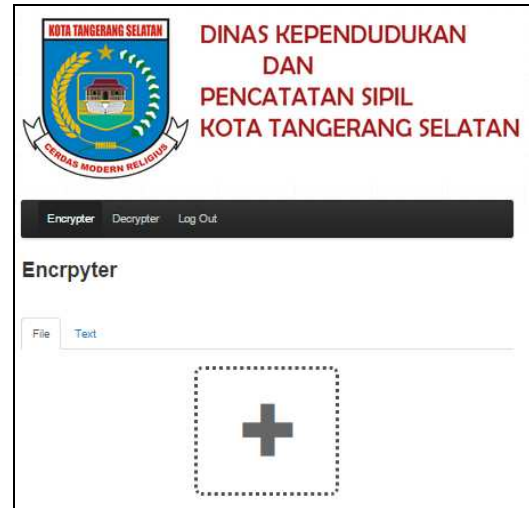 KOTA TANGERANG SELATAN
CERDAS MODERN RELIGIUS
DINAS KEPENDUDUKAN
DAN
PENCATATAN SIPIL
KOTA TANGERANG SELATAN
Encrypter Decrypter Log Out
Encrpyter
File Text